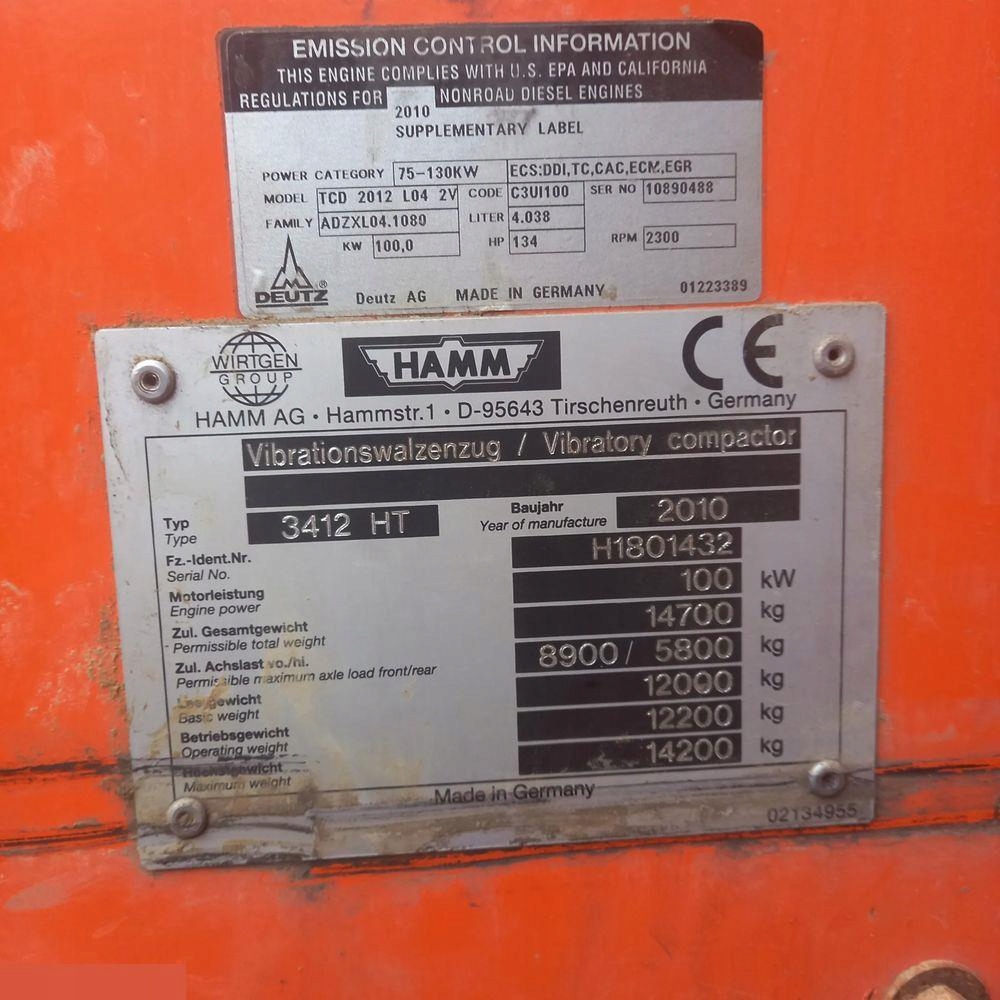 EMISSION CONTROL INFORMATION
THIS ENGINE COMPLIES WITH U.S. EPA AND CALIFORNIA
REGULATIONS FOR 2010 NONROAD DIESEL ENGINES
SUPPLEMENTARY LABEL
POWER CATEGORY 75-130KW ECS:DDI,TC,CAC,ECM,EGR
MODEL TCD 2012 L04 2V CODE C3UI100 SER NO 10890488
FAMILY ADZXL04.1080 LITER 4.038
KW 100,0 HP 134 RPM 2300
DEUTZ ® Deutz AG MADE IN GERMANY 01223389
WIRTGEN GROUP HAMM CE
HAMM AG · Hammstr.1 · D-95643 Tirschenreuth · Germany
Vibrationswalzenzug / Vibratory compactor
Typ Baujahr
Type 3412 HT Year of manufacture 2010
Fz.-Ident.Nr. H1801432
Serial No.
Motorleistung 100 kW
Engine power
Zul. Gesamtgewicht 14700 kg
Permissible total weight
Zul. Achslast vo./hi. 8900/ 5800 kg
Permissible maximum axle load front/rear
Leergewicht 12000 kg
Basic weight
Betriebsgewicht 12200 kg
Operating weight
Höchstgewicht 14200 kg
Maximum weight
Made in Germany
02134955